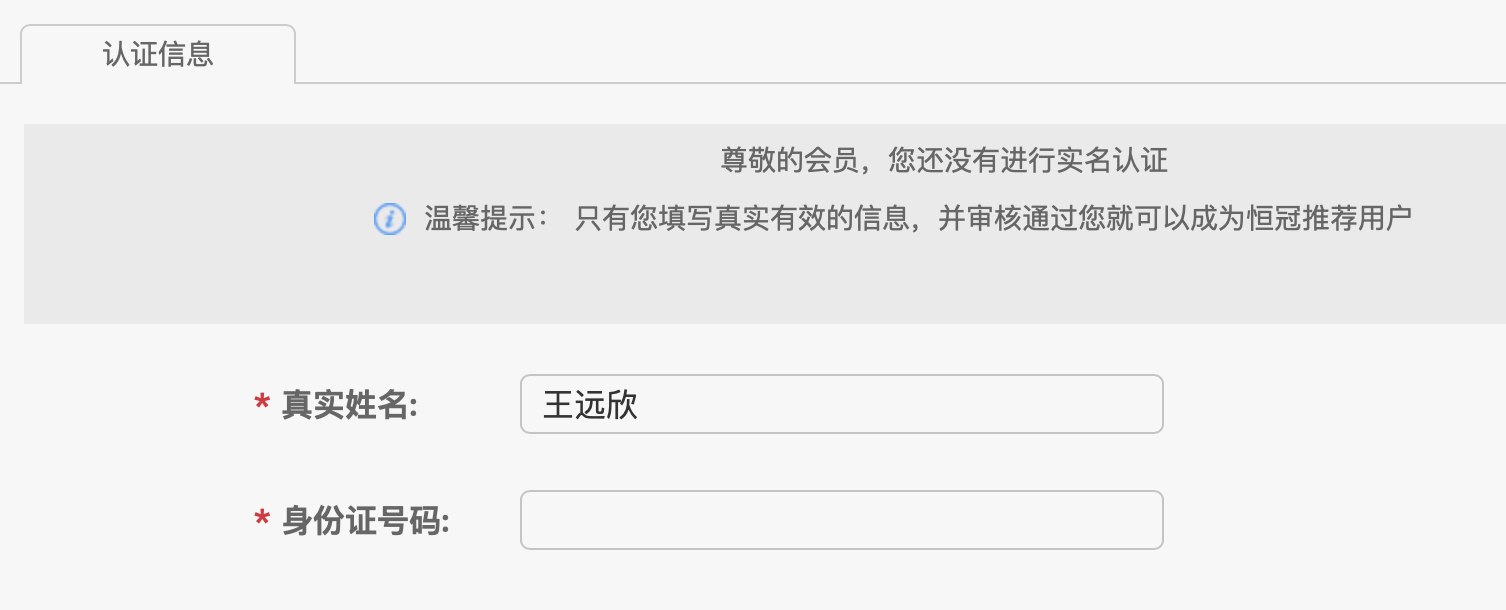 认证信息
尊敬的会员，您还没有进行实名认证
温馨提示： 只有您填写真实有效的信息，并审核通过您就可以成为恒冠推荐用户
* 真实姓名: 王远欣
* 身份证号码: